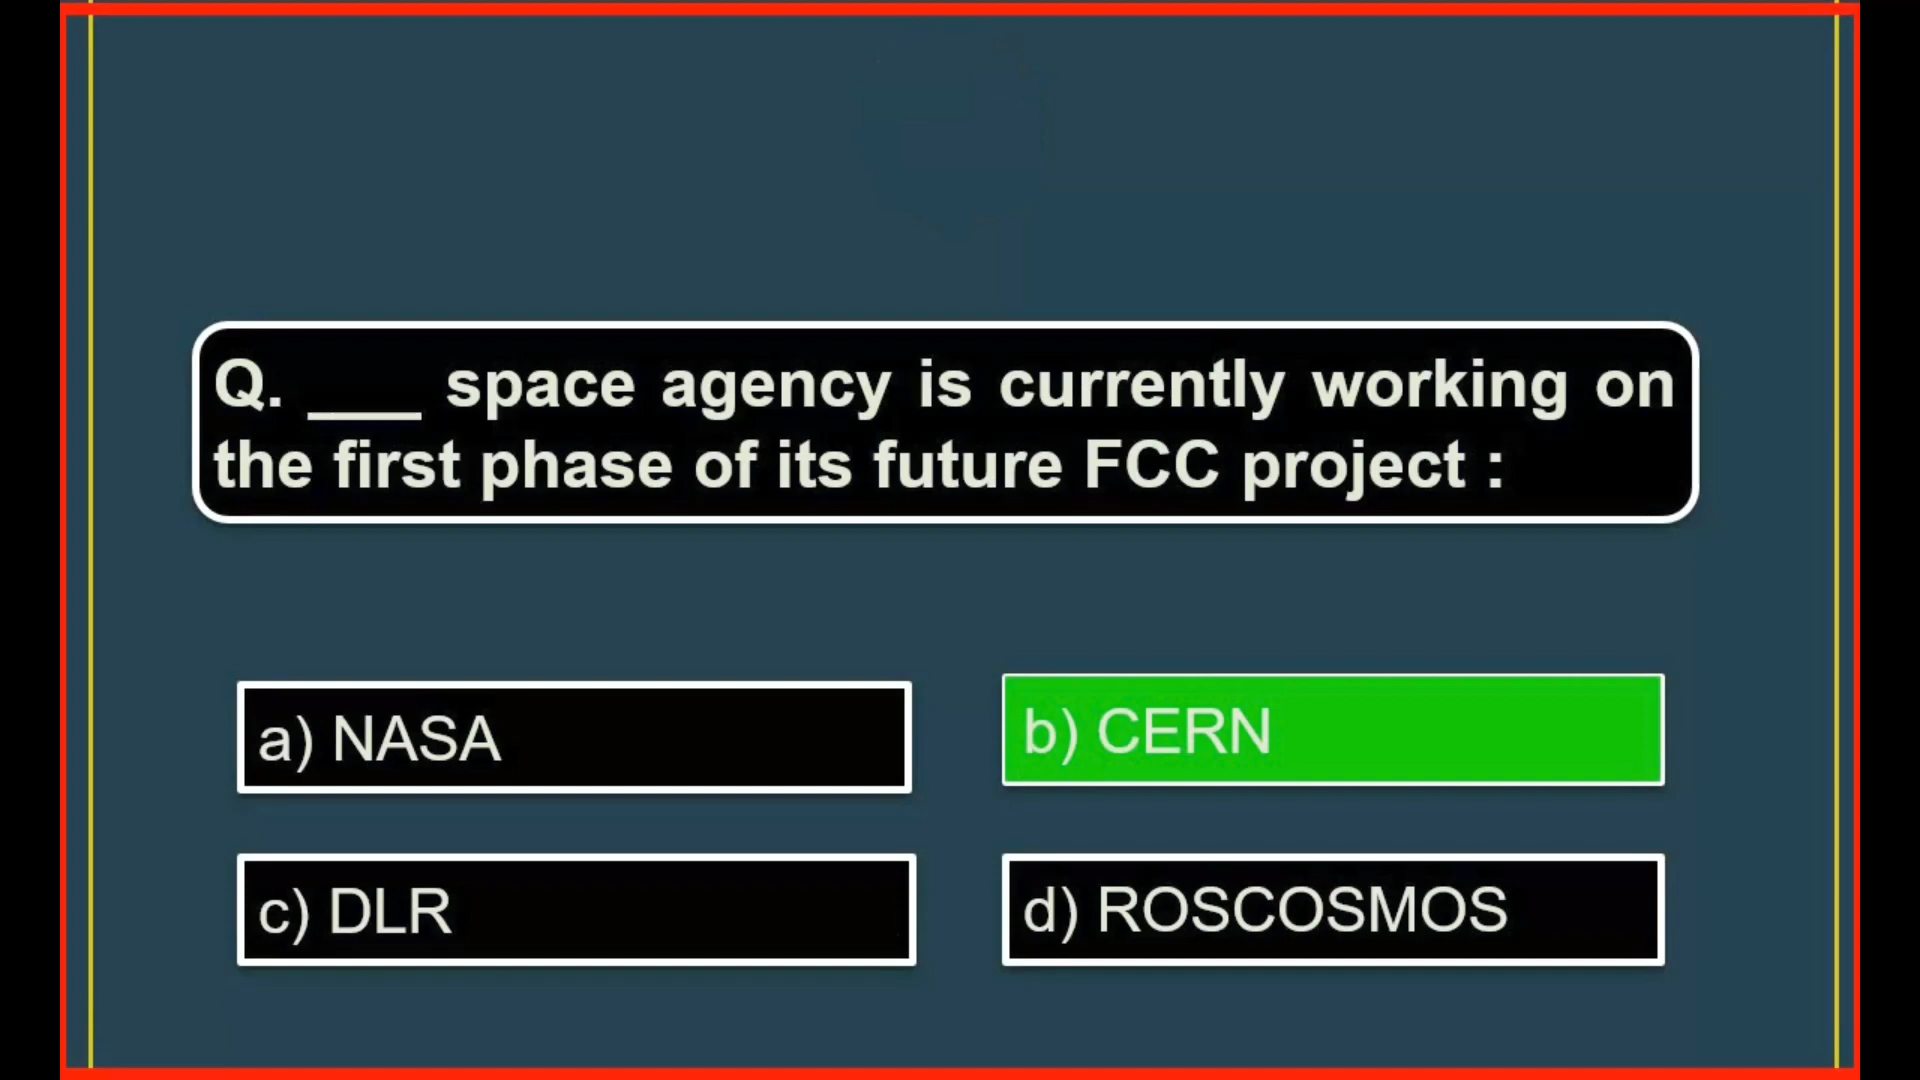 Q. ___ space agency is currently working on
the first phase of its future FCC project :
a) NASA
b) CERN
c) DLR
d) ROSCOSMOS